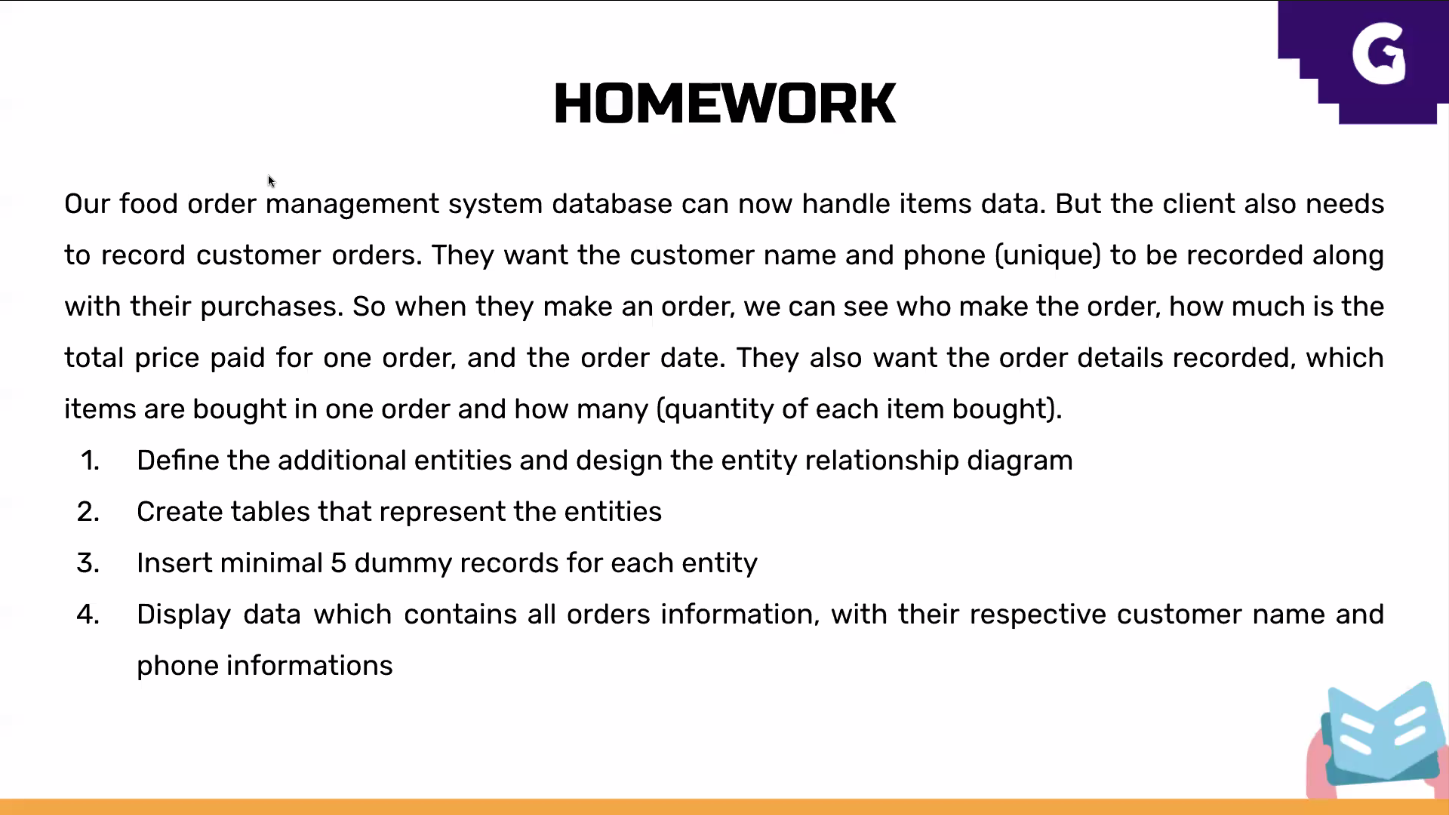 G
HOMEWORK
Our food order management system database can now handle items data. But the client also needs
to record customer orders. They want the customer name and phone (unique) to be recorded along
with their purchases. So when they make an order, we can see who make the order, how much is the
total price paid for one order, and the order date. They also want the order details recorded, which
items are bought in one order and how many (quantity of each item bought).
1. Define the additional entities and design the entity relationship diagram
2. Create tables that represent the entities
3. Insert minimal 5 dummy records for each entity
4. Display data which contains all orders information, with their respective customer name and
phone informations